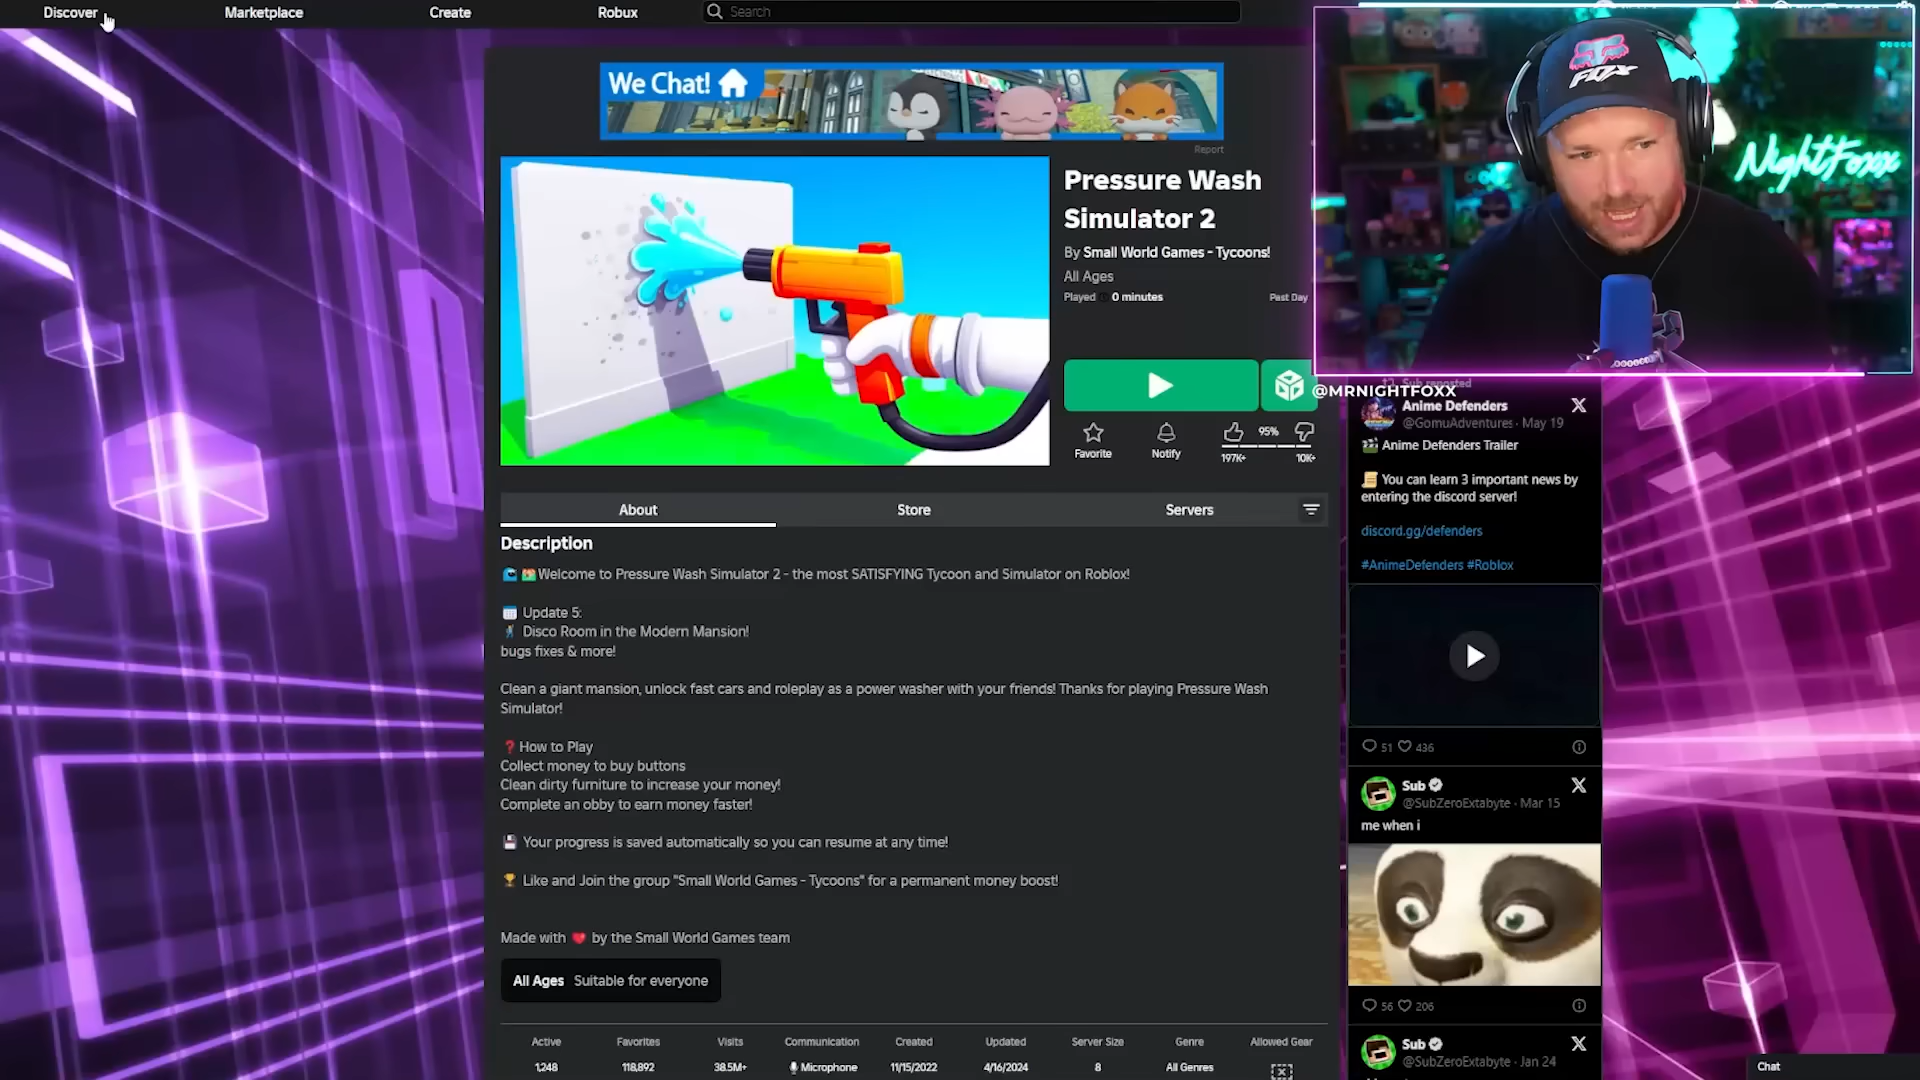 Discover
Marketplace
Create
Robux
Search
We Chat!
Report
Pressure Wash
Simulator 2
By Small World Games - Tycoons!
All Ages
Played 0 minutes
Past Day
Favorite
Notify
95%
197K+
10K+
FOX
NightFoxx
@MRNIGHTFOXX
Sub reposted
Anime Defenders
@GomuAdventures · May 19
Anime Defenders Trailer
You can learn 3 important news by
entering the discord server!
discord.gg/defenders
#AnimeDefenders #Roblox
51
436
Sub
@SubZeroExtabyte · Mar 15
me when i
56
206
Sub
@SubZeroExtabyte · Jan 24
Chat
About
Store
Servers
Description
Welcome to Pressure Wash Simulator 2 - the most SATISFYING Tycoon and Simulator on Roblox!
Update 5:
Disco Room in the Modern Mansion!
bugs fixes & more!
Clean a giant mansion, unlock fast cars and roleplay as a power washer with your friends! Thanks for playing Pressure Wash
Simulator!
❓ How to Play
Collect money to buy buttons
Clean dirty furniture to increase your money!
Complete an obby to earn money faster!
💾 Your progress is saved automatically so you can resume at any time!
🏆 Like and Join the group "Small World Games - Tycoons" for a permanent money boost!
Made with ❤️ by the Small World Games team
All Ages Suitable for everyone
Active
Favorites
Visits
Communication
Created
Updated
Server Size
Genre
Allowed Gear
1,248
118,892
38.5M+
Microphone
11/15/2022
4/16/2024
8
All Genres